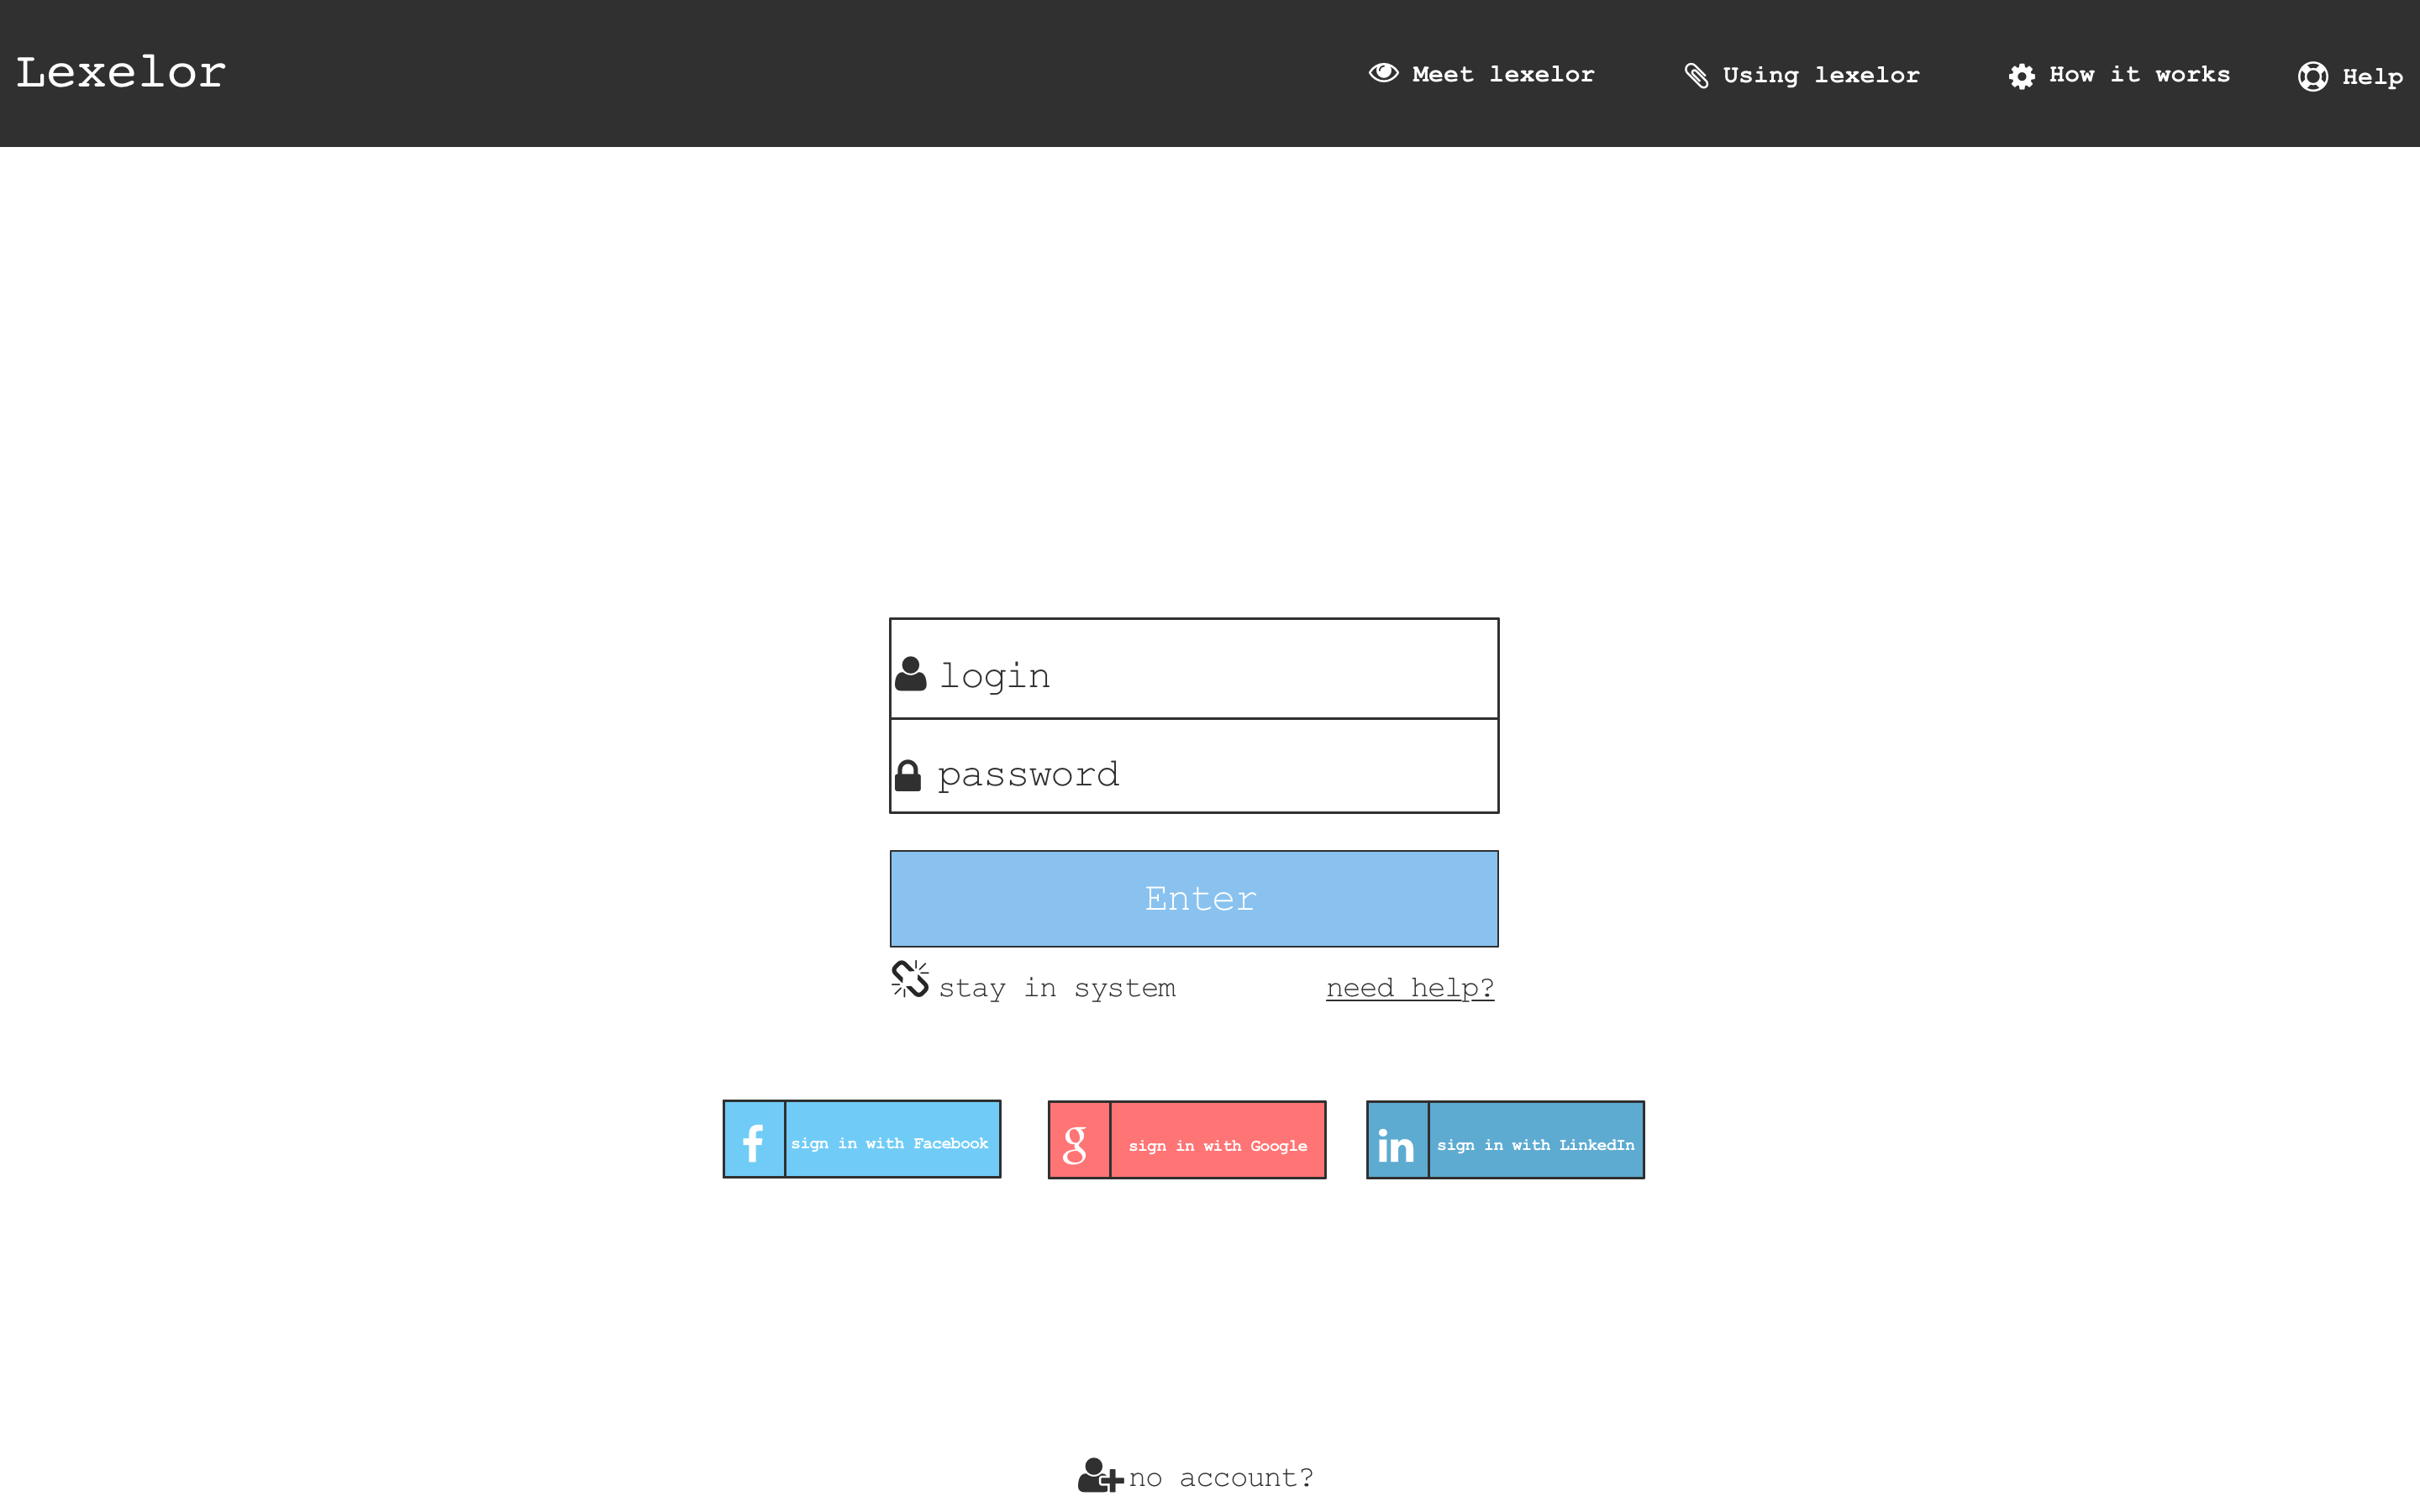 Lexelor
Meet lexelor
Using lexelor
How it works
Help
login
password
Enter
stay in system
need help?
sign in with Facebook
sign in with Google
sign in with LinkedIn
no account?